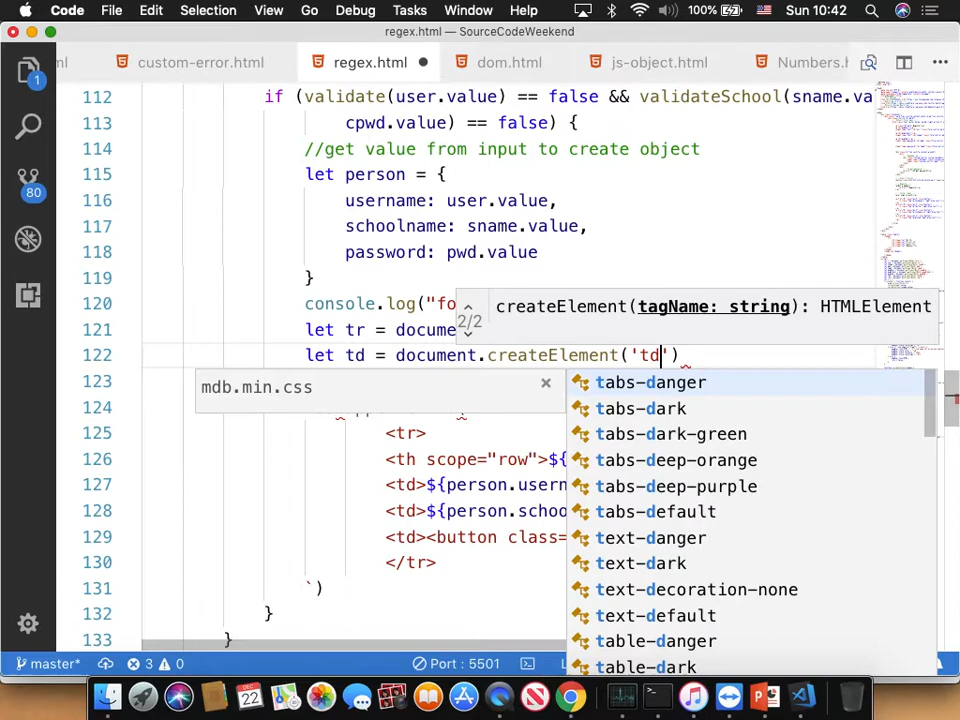 Code File Edit Selection View Go Debug Tasks Window Help 100% Sun 10:42
regex.html — SourceCodeWeekend
ml custom-error.html regex.html dom.html js-object.html Numbers.h
112 if (validate(user.value) == false && validateSchool(sname.va
113 cpwd.value) == false) {
114 //get value from input to create object
115 let person = {
116 username: user.value,
117 schoolname: sname.value,
118 password: pwd.value
119 }
120 console.log("fo
121 let tr = docume
122 let td = document.createElement('td')
123
124
125 <tr>
126 <th scope="row">${
127 <td>${person.usern
128 <td>${person.schoo
129 <td><button class=
130 </tr>
131 `)
132 }
133 }
2/2 createElement(tagName: string): HTMLElement
mdb.min.css
tabs-danger
tabs-dark
tabs-dark-green
tabs-deep-orange
tabs-deep-purple
tabs-default
text-danger
text-dark
text-decoration-none
text-default
table-danger
table-dark
1
80
master* 3 0 Port : 5501
DEC
22